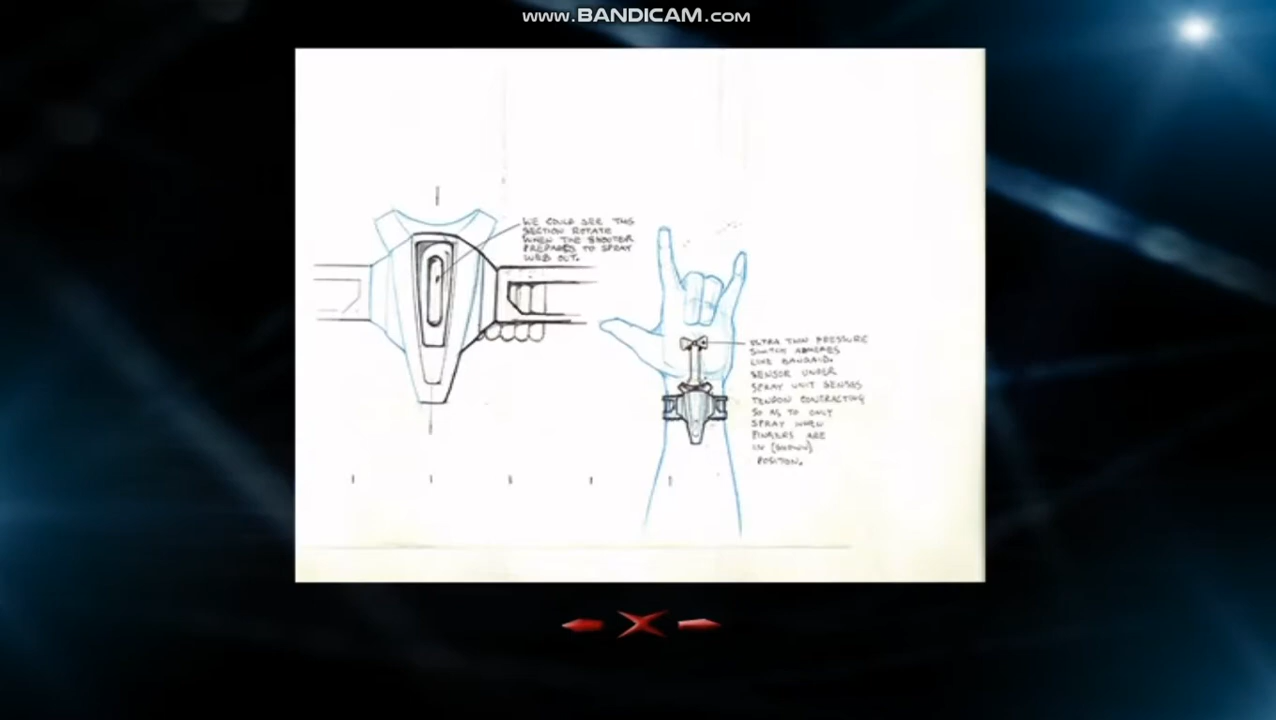 www.BANDICAM.com
WE COULD SEE THIS
SECTION ROTATE
WHEN THE SHOOTER
PREPARES TO SPRAY
WEB OUT.
ULTRA THIN PRESSURE
SWITCH ADHERES
LIKE BANDAID.
SENSOR UNDER
SPRAY UNIT SENSES
TENDON CONTRACTING
SO AS TO ONLY
SPRAY WHEN
FINGERS ARE
IN (SHOWN)
POSITION.